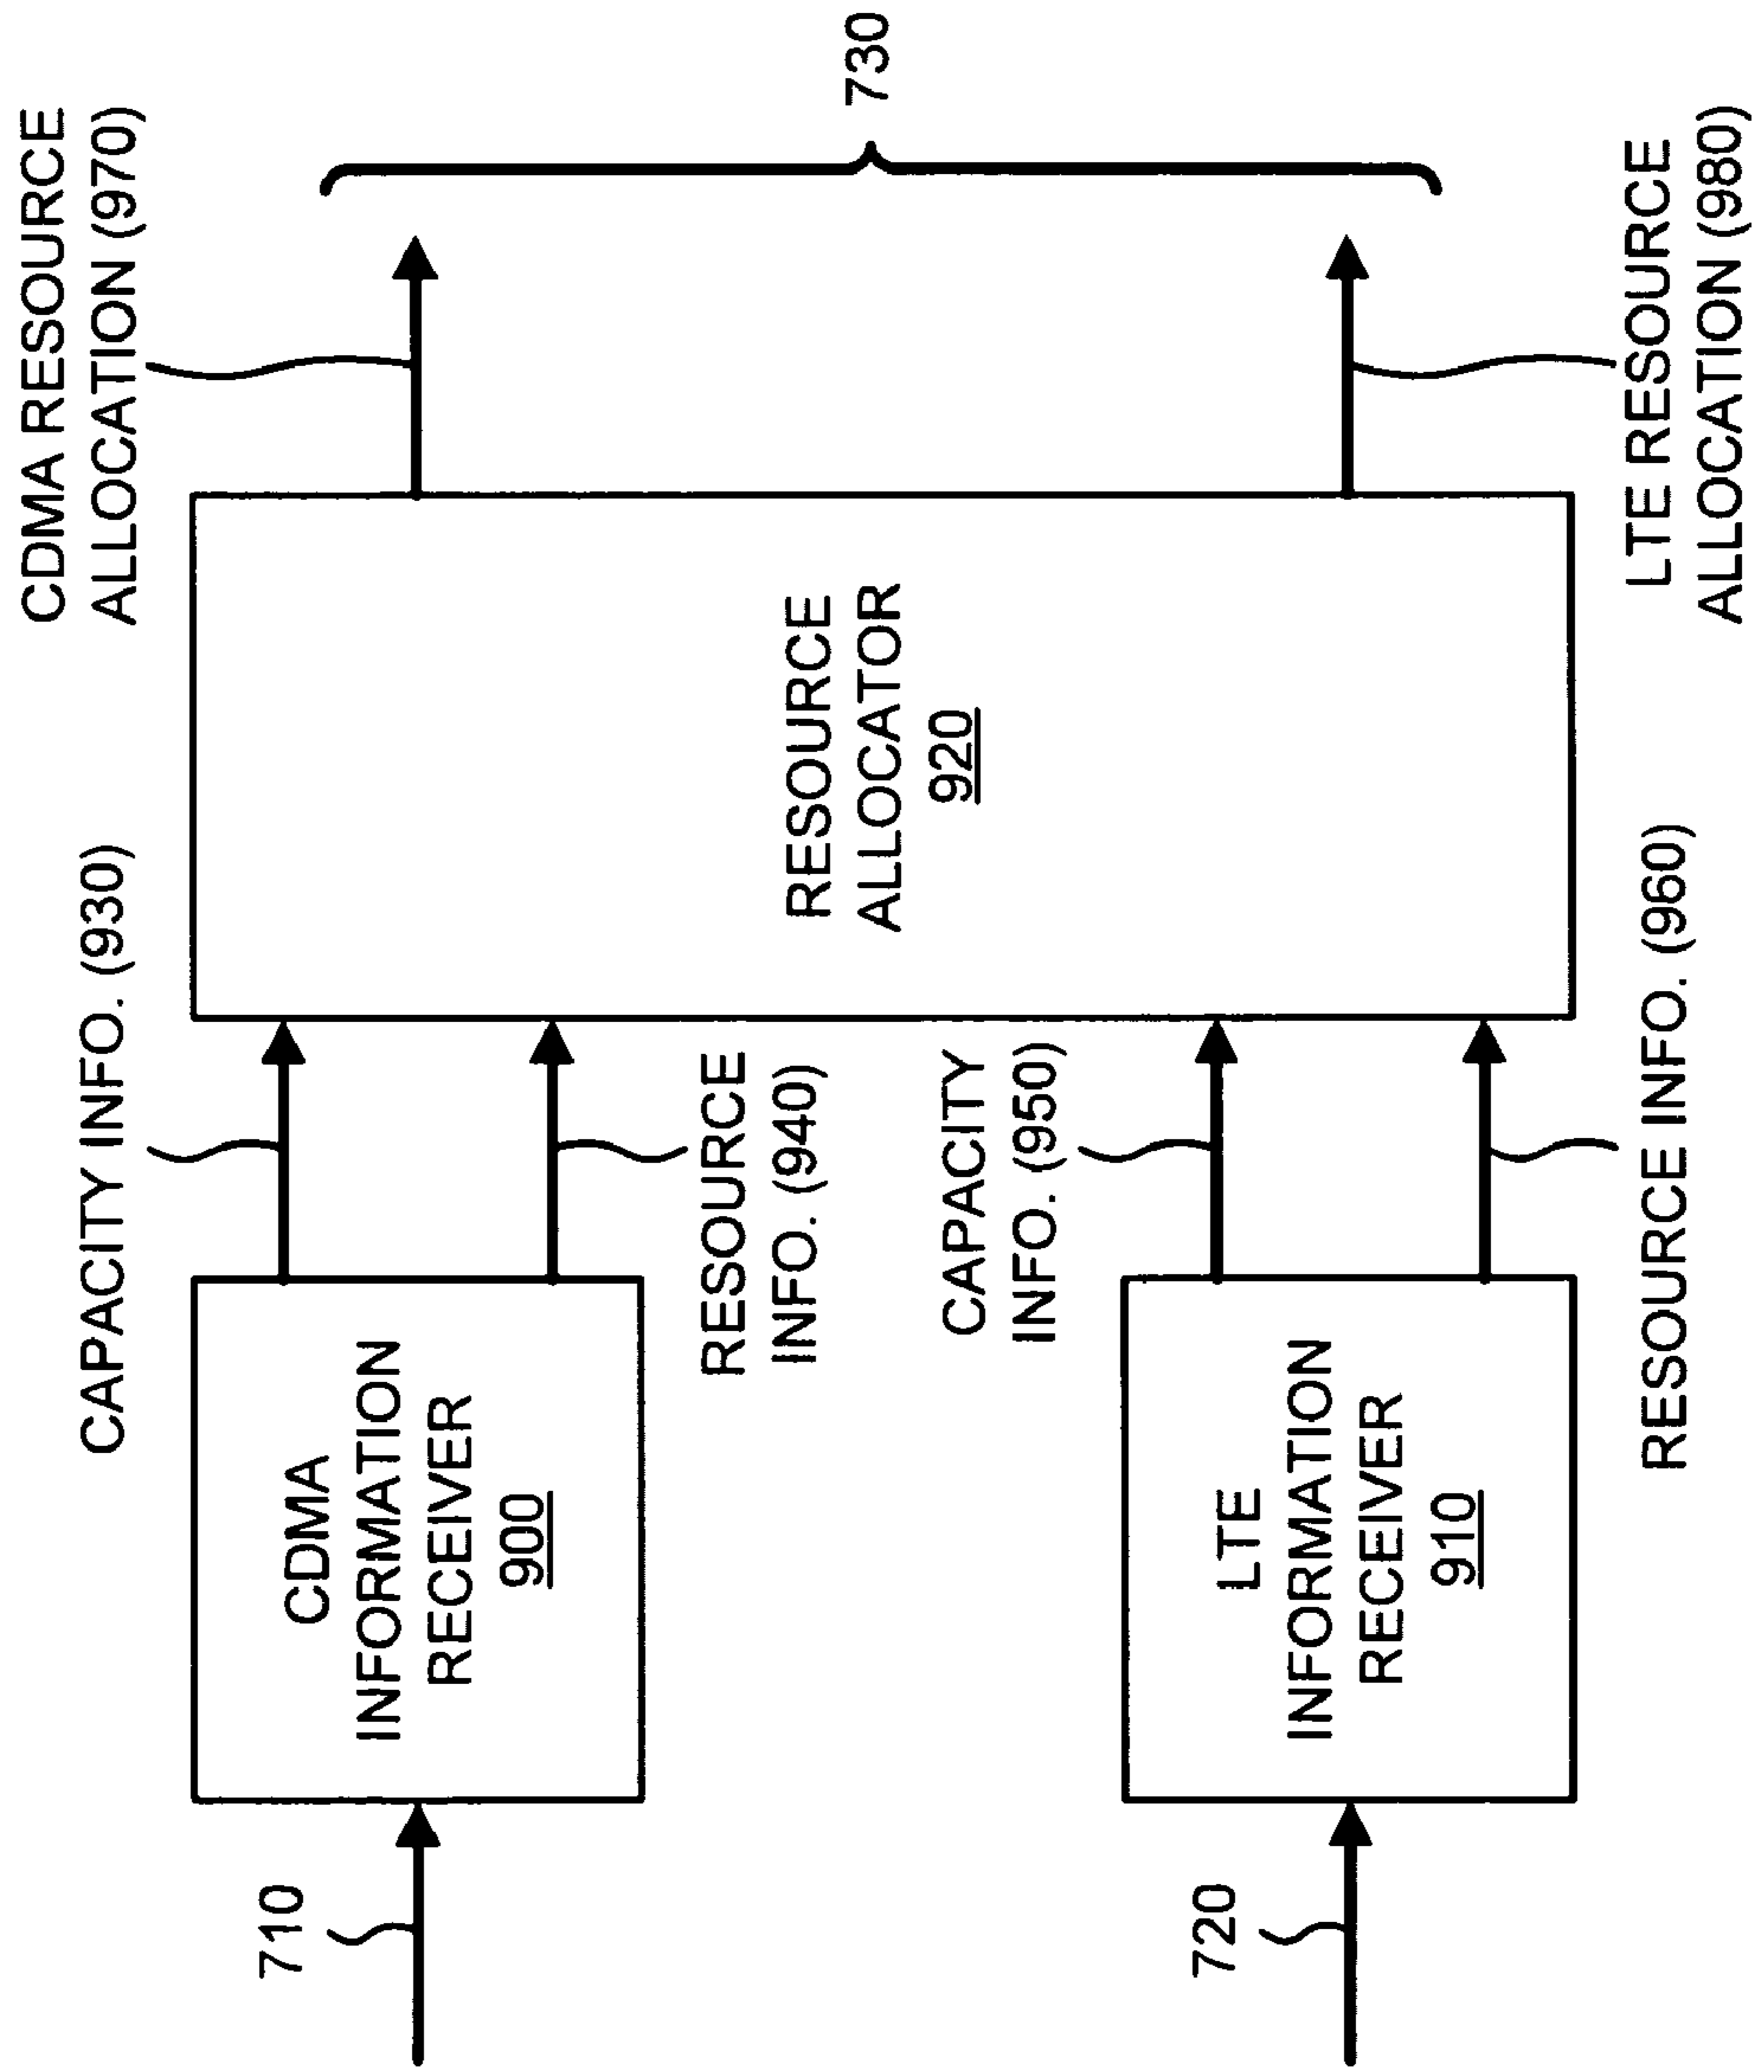 710
CDMA
INFORMATION
RECEIVER
900
CAPACITY INFO. (930)
RESOURCE
INFO. (940)
720
LTE
INFORMATION
RECEIVER
910
CAPACITY
INFO. (950)
RESOURCE INFO. (960)
RESOURCE
ALLOCATOR
920
CDMA RESOURCE
ALLOCATION (970)
LTE RESOURCE
ALLOCATION (980)
730